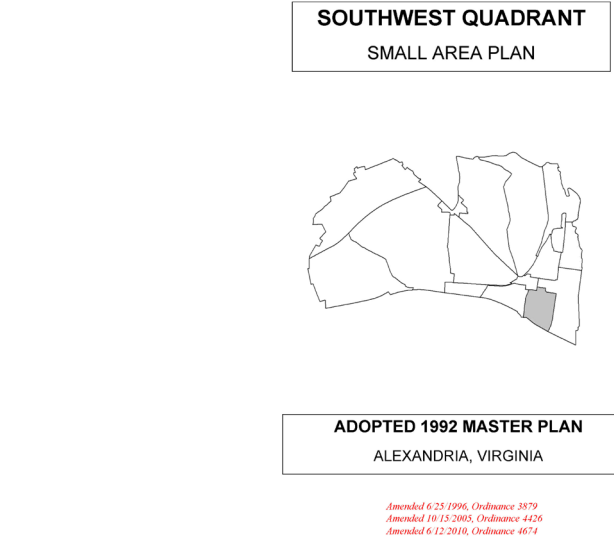 SOUTHWEST QUADRANT
SMALL AREA PLAN
ADOPTED 1992 MASTER PLAN
ALEXANDRIA, VIRGINIA
Amended 6/25/1996, Ordinance 3879
Amended 10/15/2005, Ordinance 4426
Amended 6/12/2010, Ordinance 4674